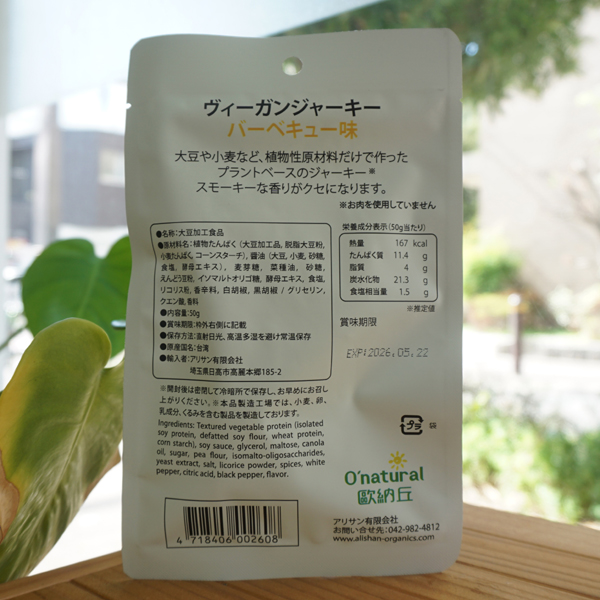 ヴィーガンジャーキー
バーベキュー味
大豆や小麦など、植物性原材料だけで作った
プラントベースのジャーキー※
スモーキーな香りがクセになります。
※お肉を使用していません
●名称:大豆加工食品
●原材料名:植物たんぱく(大豆加工品、脱脂大豆粉、
小麦たんぱく、コーンスターチ)、醤油(大豆、小麦、砂糖、
食塩、酵母エキス)、麦芽糖、菜種油、砂糖、
えんどう豆粉、イソマルトオリゴ糖、酵母エキス、食塩、
リコリス粉、香辛料、白胡椒、黒胡椒/グリセリン、
クエン酸、香料
●内容量:50g
●賞味期限:枠外右側に記載
●保存方法:直射日光、高温多湿を避け常温保存
●原産国名:台湾
●輸入者:アリサン有限会社
埼玉県日高市高麗本郷185-2
栄養成分表示(50g当たり)
熱量 167 kcal
たんぱく質 11.4 g
脂質 4 g
炭水化物 21.3 g
食塩相当量 1.5 g
※推定値
賞味期限
EXP:2026.05.22
※開封後は密閉して冷暗所で保存し、お早めにお召し
上がりください。※本品製造工場では、小麦、卵、
乳成分、くるみを含む製品を製造しております。
Ingredients: Textured vegetable protein (isolated
soy protein, defatted soy flour, wheat protein,
corn starch), soy sauce, glycerol, maltose, canola
oil, sugar, pea flour, isomalto-oligosaccharides,
yeast extract, salt, licorice powder, spices, white
pepper, citric acid, black pepper, flavor.
プラ 袋
O'natural
歐納丘
4 718406 002608
アリサン有限会社
お問い合せ先:042-982-4812
www.alishan-organics.com